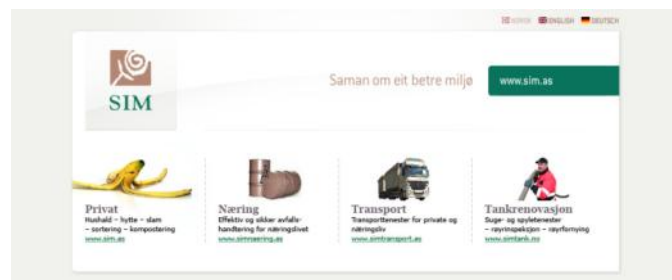 NORSK ENGLISH DEUTSCH
SIM
Saman om eit betre miljø
www.sim.as
Privat
Hushald – hytte – slam
– sortering – kompostering
www.sim.as
Næring
Effektiv og sikker avfalls-
handtering for næringslivet
www.simnaering.as
Transport
Transporttenester for private og
næringsliv
www.simtransport.as
Tankrenovasjon
Suge- og spyletenester
– røyrinspeksjon – røyrfornying
www.simtank.no